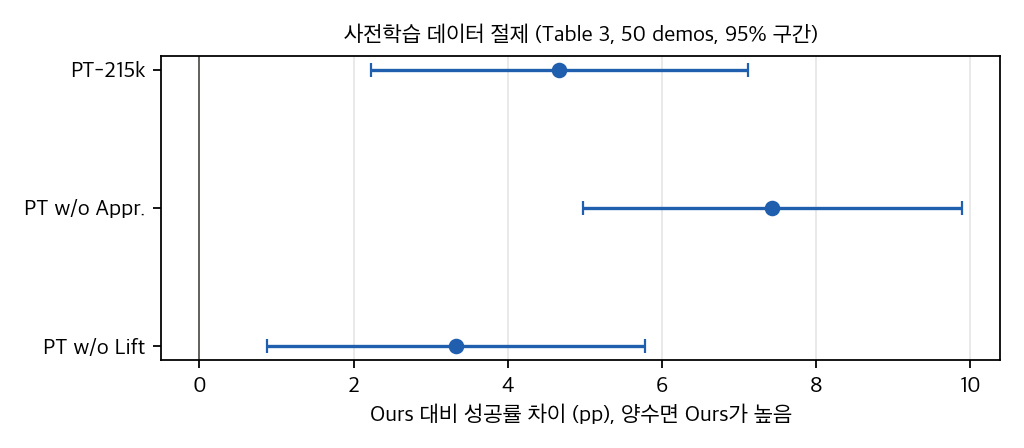 사전학습 데이터 절제 (Table 3, 50 demos, 95% 구간)
PT-215k
PT w/o Appr.
PT w/o Lift
0 2 4 6 8 10
Ours 대비 성공률 차이 (pp), 양수면 Ours가 높음